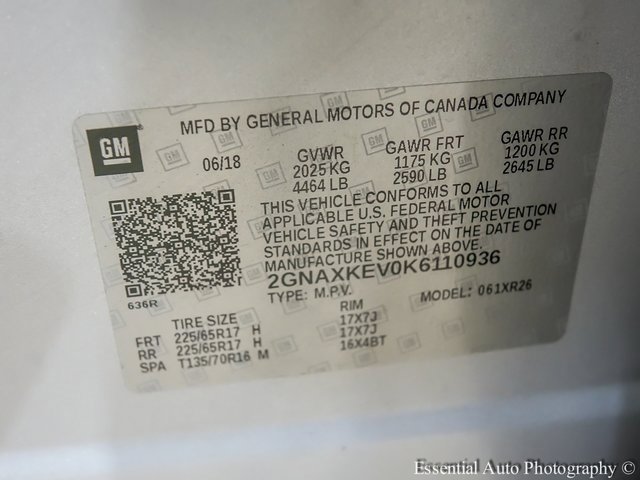 MFD BY GENERAL MOTORS OF CANADA COMPANY
GM
06/18
GVWR GAWR FRT GAWR RR
2025 KG 1175 KG 1200 KG
4464 LB 2590 LB 2645 LB
THIS VEHICLE CONFORMS TO ALL
APPLICABLE U.S. FEDERAL MOTOR
VEHICLE SAFETY AND THEFT PREVENTION
STANDARDS IN EFFECT ON THE DATE OF
MANUFACTURE SHOWN ABOVE.
2GNAXKEV0K6110936
636R
TYPE: M.P.V. MODEL: 061XR26
TIRE SIZE RIM
FRT 225/65R17 H 17X7J
RR 225/65R17 H 17X7J
SPA T135/70R16 M 16X4BT
Essential Auto Photography ©